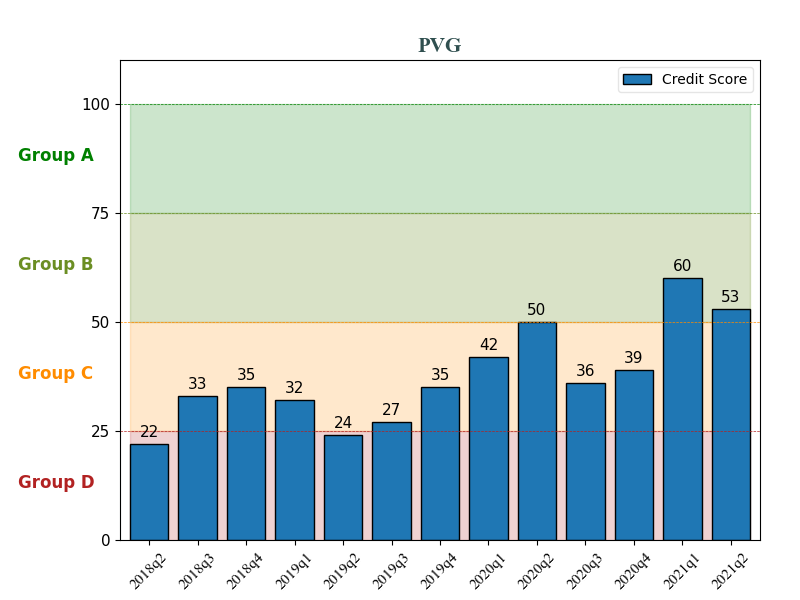 PVG
Credit Score
100
Group A
75
Group B
60
53
50
50
42
39
Group C
36
35
35
33
32
27
25
24
22
Group D
0
2018q2
2018q3
2018q4
2019q1
2019q2
2019q3
2019q4
2020q1
2020q2
2020q3
2020q4
2021q1
2021q2